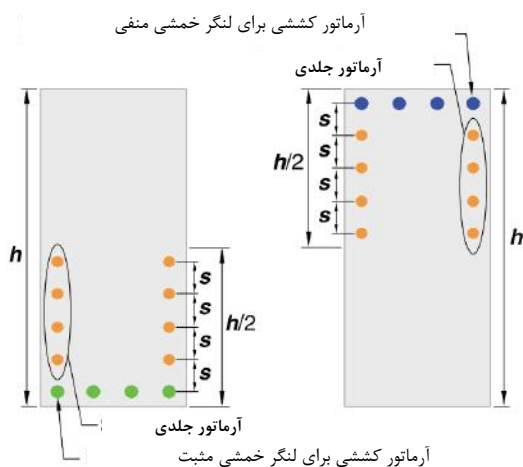 آرماتور کششی برای لنگر خمشی منفی
آرماتور جلدی
s
s
s
s
h/2
h
h
s
s
s
s
h/2
آرماتور جلدی
آرماتور کششی برای لنگر خمشی مثبت